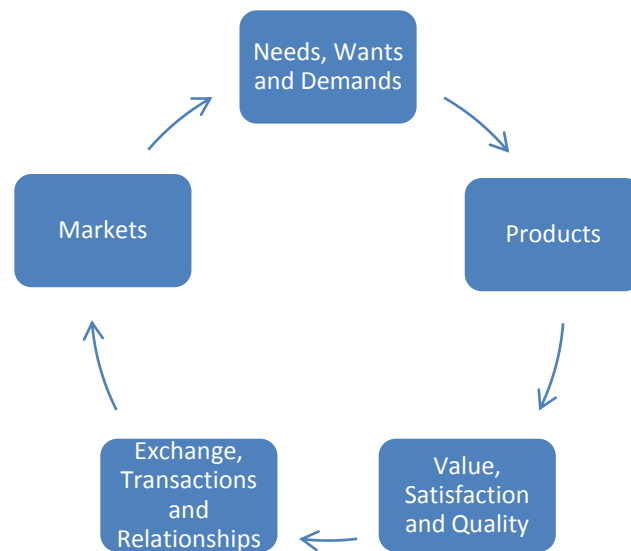 Needs, Wants
and Demands
Products
Value,
Satisfaction
and Quality
Exchange,
Transactions
and
Relationships
Markets